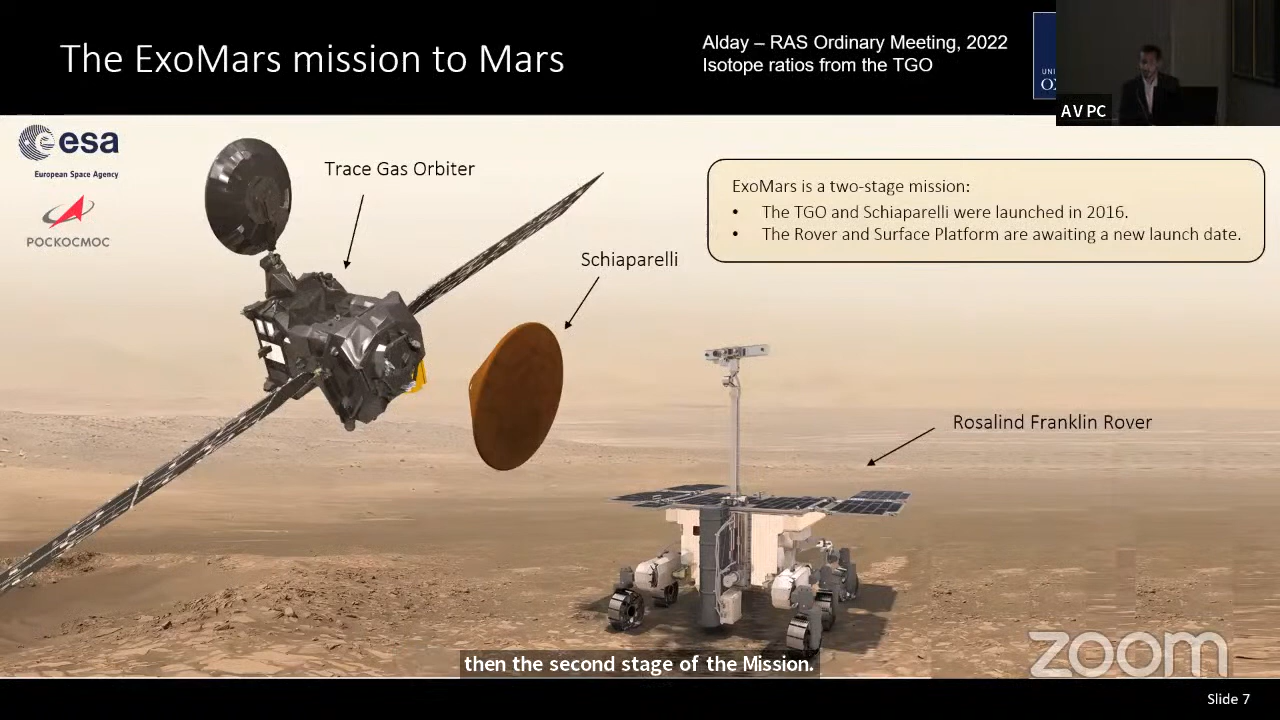 The ExoMars mission to Mars
Alday – RAS Ordinary Meeting, 2022
Isotope ratios from the TGO
UNI
OX
AV PC
esa
European Space Agency
РОСКОСМОС
Trace Gas Orbiter
Schiaparelli
ExoMars is a two-stage mission:
• The TGO and Schiaparelli were launched in 2016.
• The Rover and Surface Platform are awaiting a new launch date.
Rosalind Franklin Rover
then the second stage of the Mission.
zoom
Slide 7